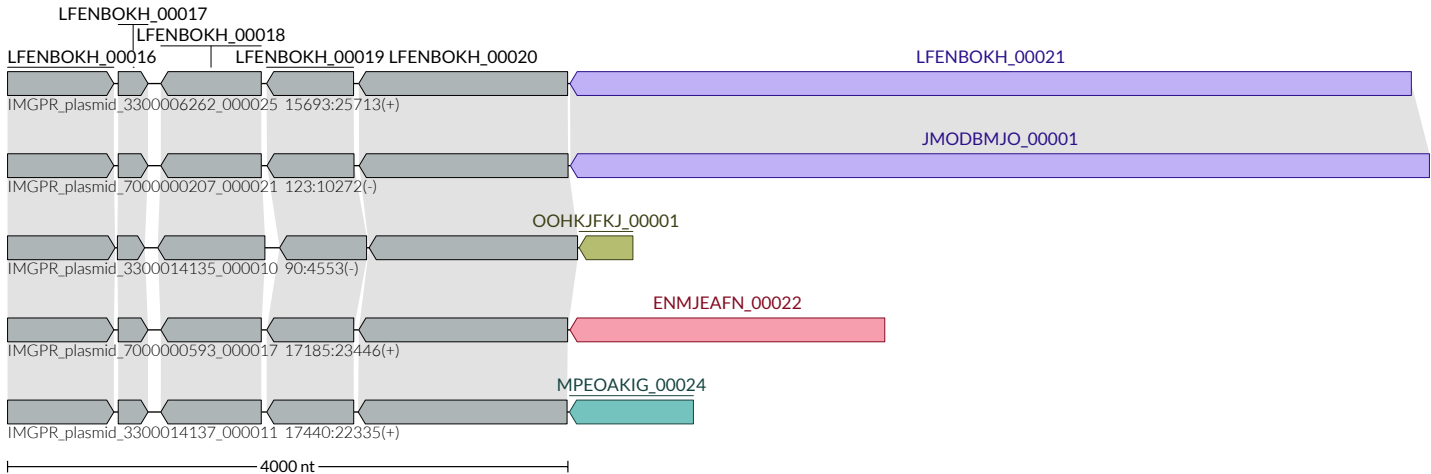 LFENBOKH_00017
LFENBOKH_00018
LFENBOKH_00016 LFENBOKH_00019 LFENBOKH_00020 LFENBOKH_00021
IMGPR_plasmid_3300006262_000025 15693:25713(+)
JMODBMJO_00001
IMGPR_plasmid_7000000207_000021 123:10272(-)
OOHKJFKJ_00001
IMGPR_plasmid_3300014135_000010 90:4553(-)
ENMJEAFN_00022
IMGPR_plasmid_7000000593_000017 17185:23446(+)
MPEOAKIG_00024
IMGPR_plasmid_3300014137_000011 17440:22335(+)
4000 nt